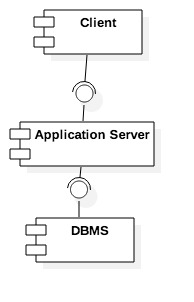 Client
Application Server
DBMS